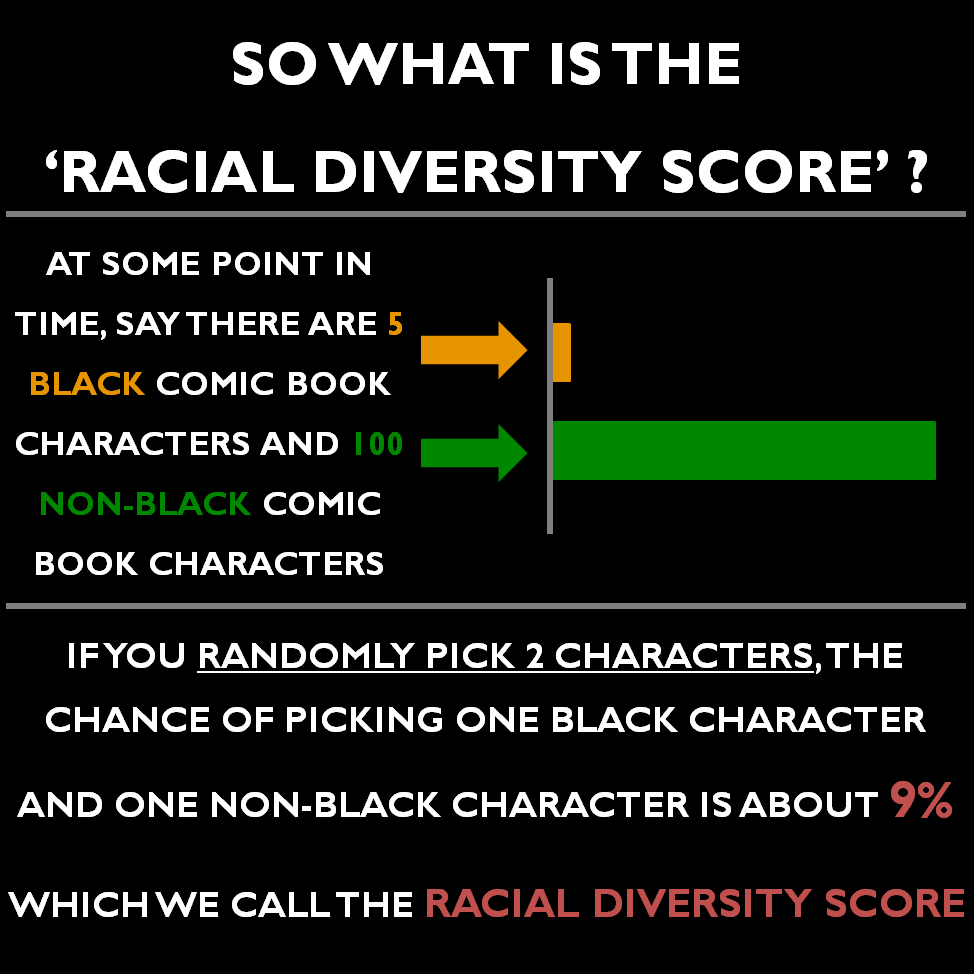 SO WHAT IS THE
‘RACIAL DIVERSITY SCORE’ ?
AT SOME POINT IN
TIME, SAY THERE ARE 5
BLACK COMIC BOOK
CHARACTERS AND 100
NON-BLACK COMIC
BOOK CHARACTERS
IF YOU RANDOMLY PICK 2 CHARACTERS, THE
CHANCE OF PICKING ONE BLACK CHARACTER
AND ONE NON-BLACK CHARACTER IS ABOUT 9%
WHICH WE CALL THE RACIAL DIVERSITY SCORE